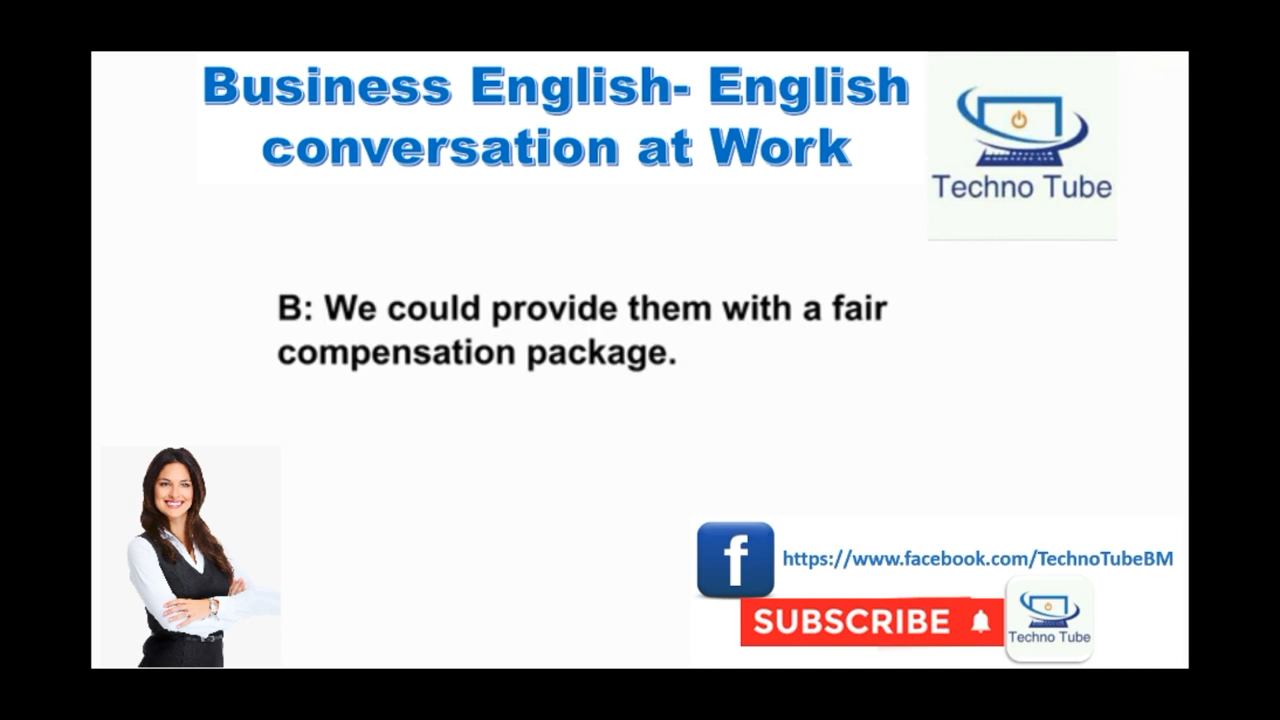 Business English- English
conversation at Work
Techno Tube
B: We could provide them with a fair
compensation package.
f
https://www.facebook.com/TechnoTubeBM
SUBSCRIBE
Techno Tube